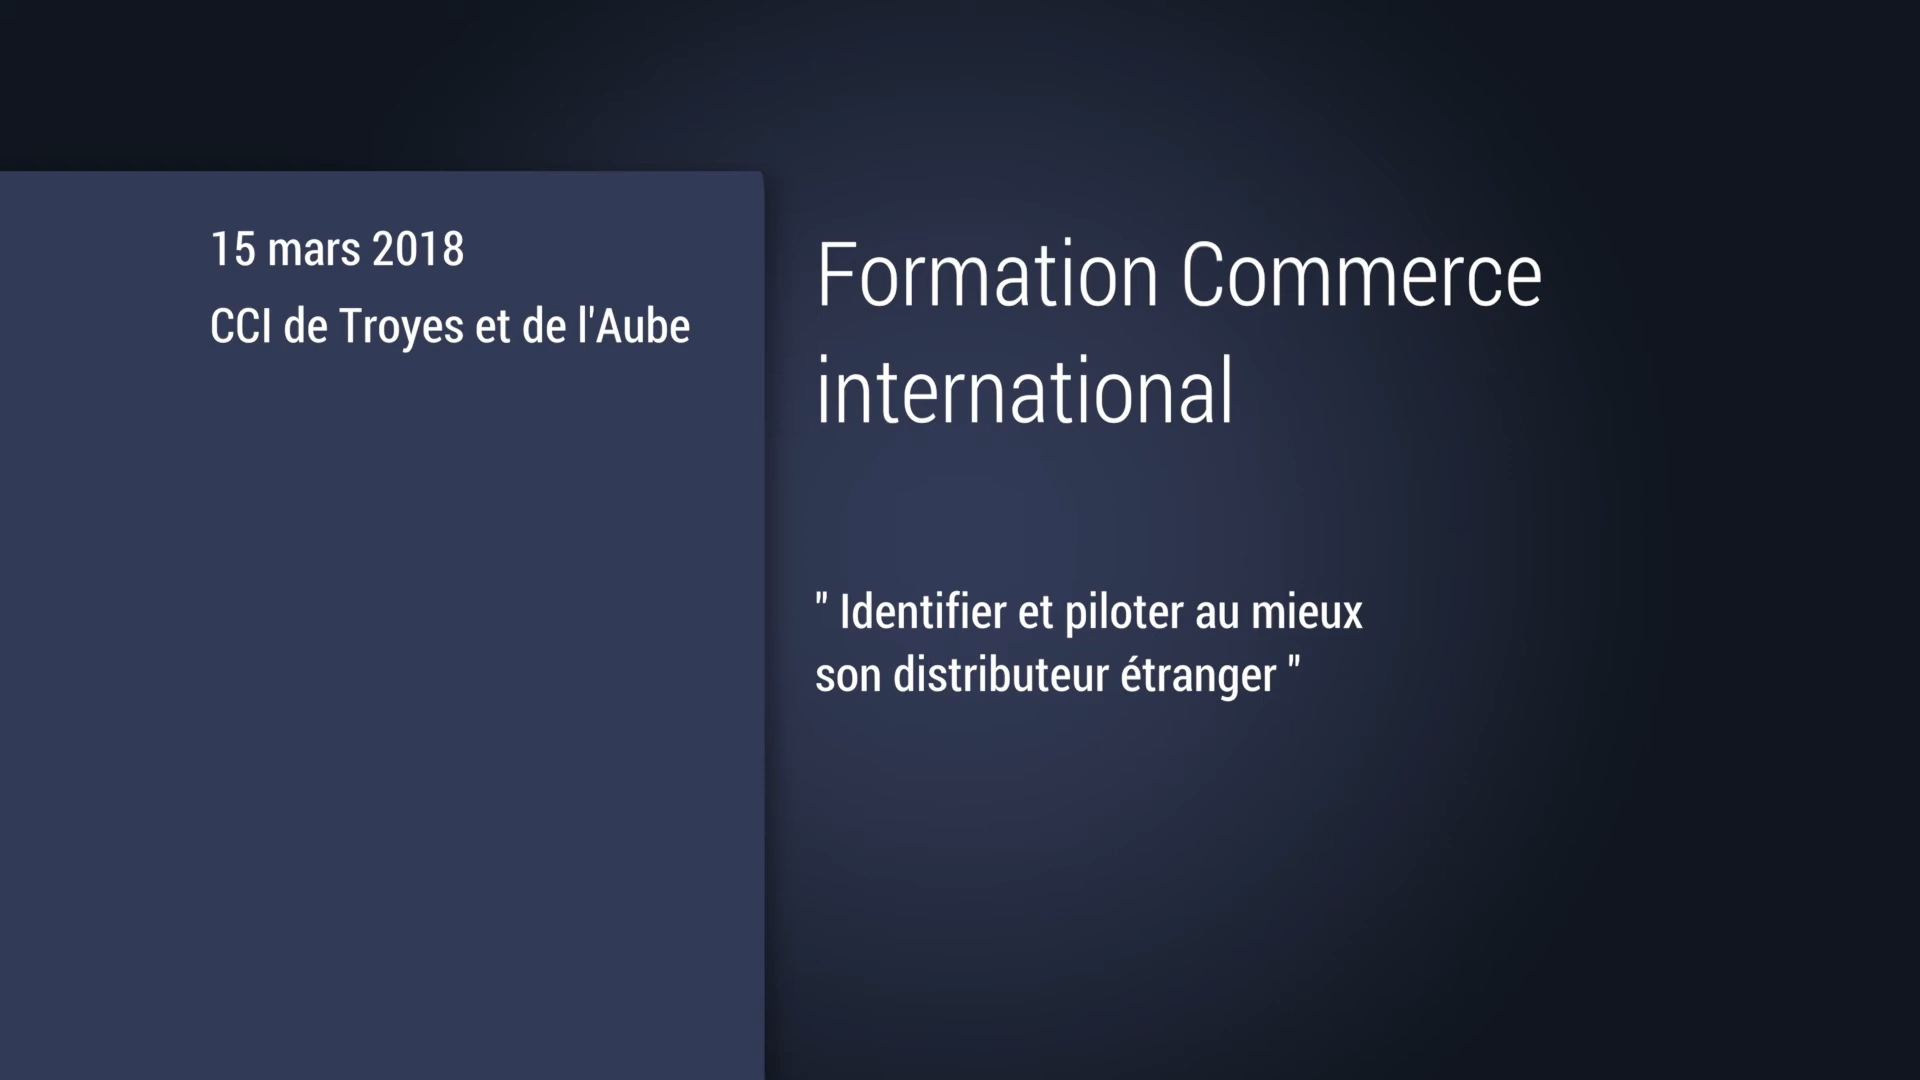 15 mars 2018
CCI de Troyes et de l'Aube
Formation Commerce
international
" Identifier et piloter au mieux
son distributeur étranger "